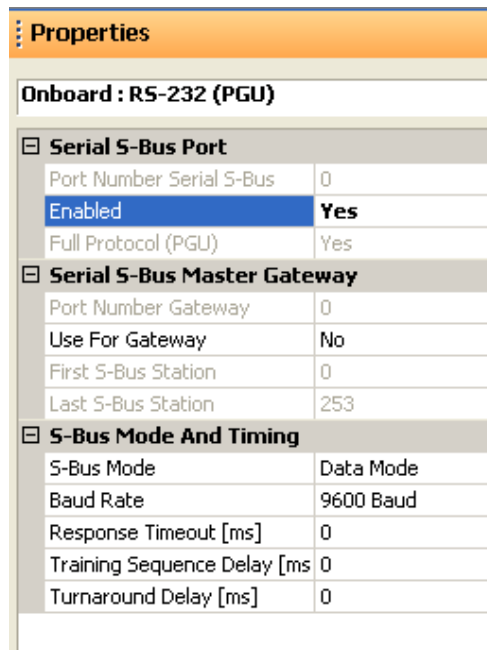 Properties
Onboard : RS-232 (PGU)
Serial S-Bus Port
Port Number Serial S-Bus 0
Enabled Yes
Full Protocol (PGU) Yes
Serial S-Bus Master Gateway
Port Number Gateway 0
Use For Gateway No
First S-Bus Station 0
Last S-Bus Station 253
S-Bus Mode And Timing
S-Bus Mode Data Mode
Baud Rate 9600 Baud
Response Timeout [ms] 0
Training Sequence Delay [ms 0
Turnaround Delay [ms] 0